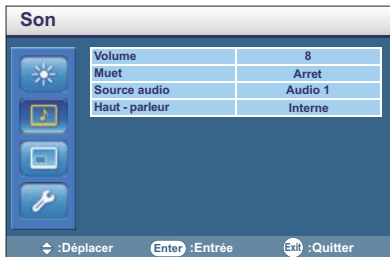 Son
Volume 8
Muet Arret
Source audio Audio 1
Haut - parleur Interne
:Déplacer Enter :Entrée Exit :Quitter